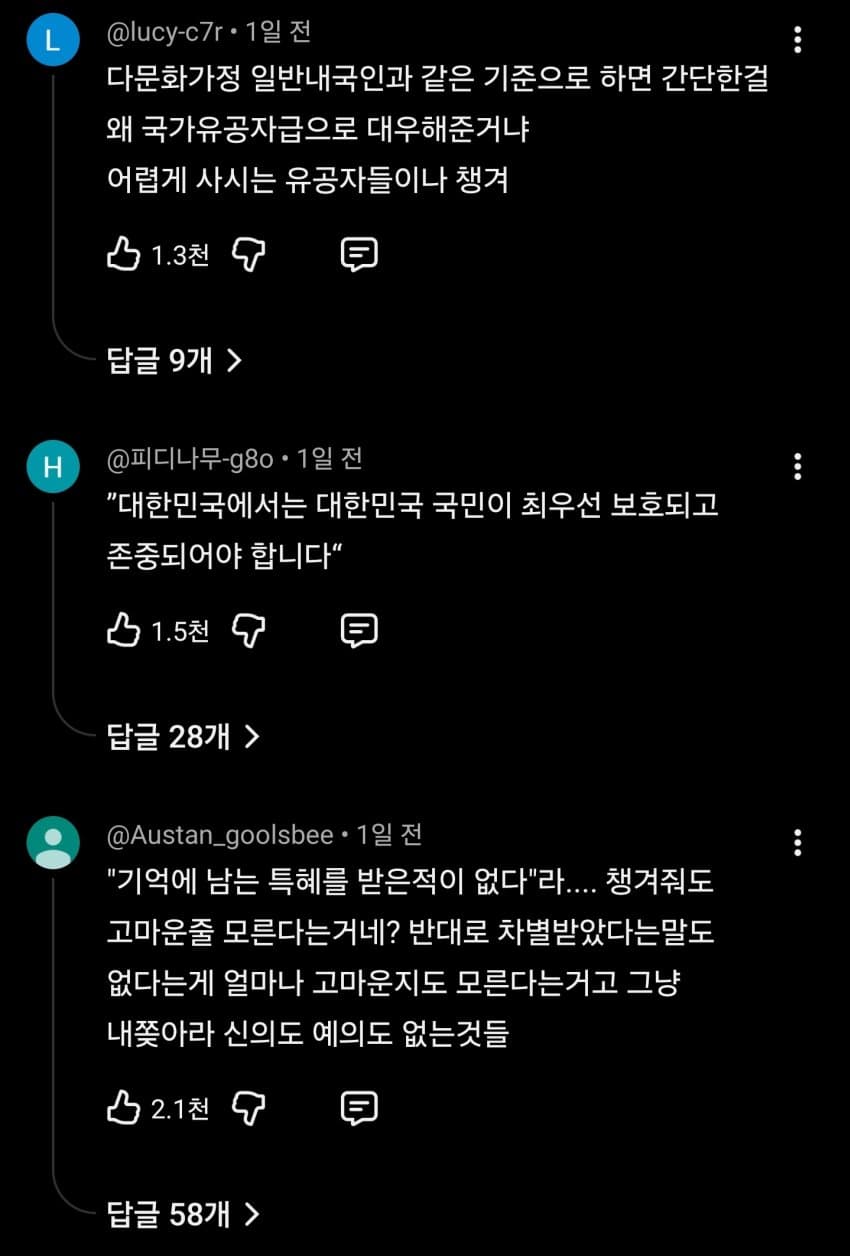 L
@lucy-c7r • 1일 전
다문화가정 일반내국인과 같은 기준으로 하면 간단한걸
왜 국가유공자급으로 대우해준거냐
어렵게 사시는 유공자들이나 챙겨
1.3천
답글 9개
H
@피디나무-g8o • 1일 전
”대한민국에서는 대한민국 국민이 최우선 보호되고
존중되어야 합니다“
1.5천
답글 28개
@Austan_goolsbee • 1일 전
"기억에 남는 특혜를 받은적이 없다"라.... 챙겨줘도
고마운줄 모른다는거네? 반대로 차별받았다는말도
없다는게 얼마나 고마운지도 모른다는거고 그냥
내쫒아라 신의도 예의도 없는것들
2.1천
답글 58개